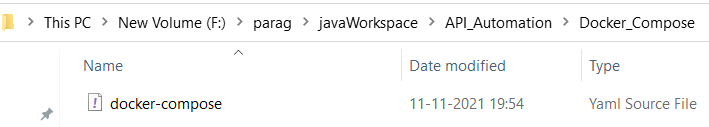 This PC > New Volume (F:) > parag > javaWorkspace > API_Automation > Docker_Compose
Name Date modified Type
docker-compose 11-11-2021 19:54 Yaml Source File